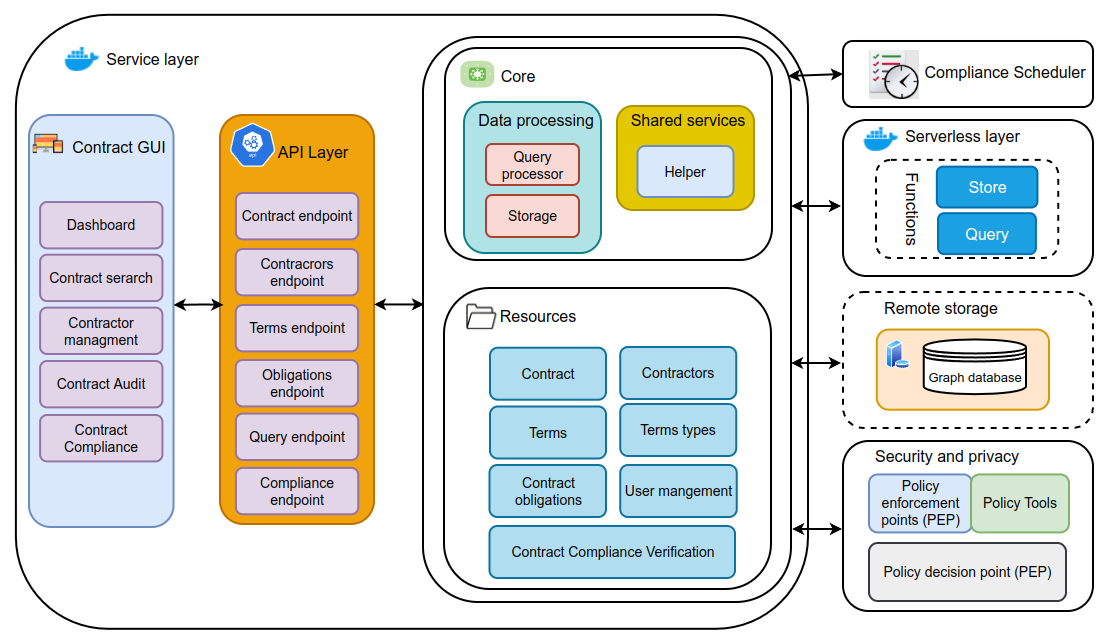 Service layer
Contract GUI
Dashboard
Contract serarch
Contractor
managment
Contract Audit
Contract
Compliance
API Layer
Contract endpoint
Contracrors
endpoint
Terms endpoint
Obligations
endpoint
Query endpoint
Compliance
endpoint
Core
Data processing
Query
processor
Storage
Shared services
Helper
Resources
Contract
Contractors
Terms
Terms types
Contract
obligations
User mangement
Contract Compliance Verification
Compliance Scheduler
Serverless layer
Functions
Store
Query
Remote storage
Graph database
Security and privacy
Policy
enforcement
points (PEP)
Policy Tools
Policy decision point (PEP)